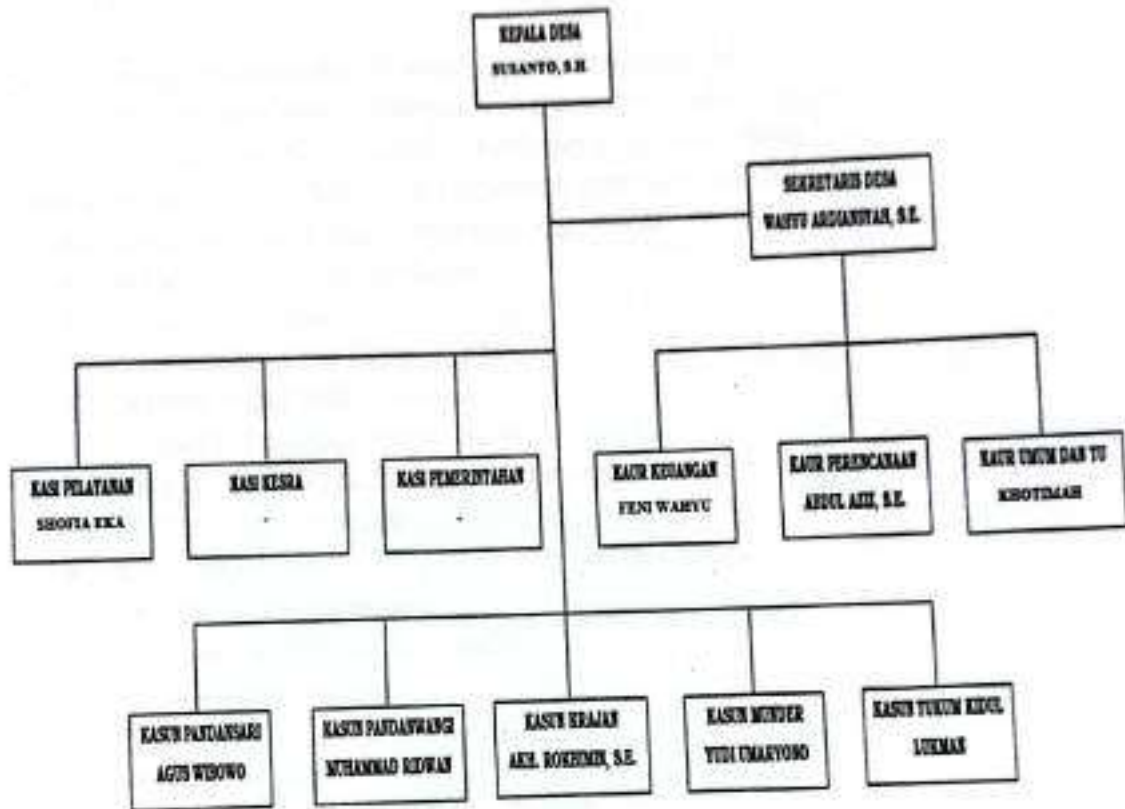 KEPALA DESA
SUSANTO, S.H.
SEKRETARIS DESA
WAHYU ARDIANSYAH, S.E.
KASI PELAYANAN
SHOFIA EKA
KASI KESRA
-
KASI PEMERINTAHAN
-
KAUR KEUANGAN
FENI WAHYU
KAUR PERENCANAAN
ABDUL AZIZ, S.E.
KAUR UMUM DAN TU
KHOTIMAH
KASUN PANDANSARI
AGUS WIBOWO
KASUN PANDANWANGI
MUHAMMAD RIDWAN
KASUN KRAJAN
AKH. ROKHIMIN, S.E.
KASUN MUNDER
YUDI UMARYONO
KASUN TUKUM KIDUL
LUKMAN